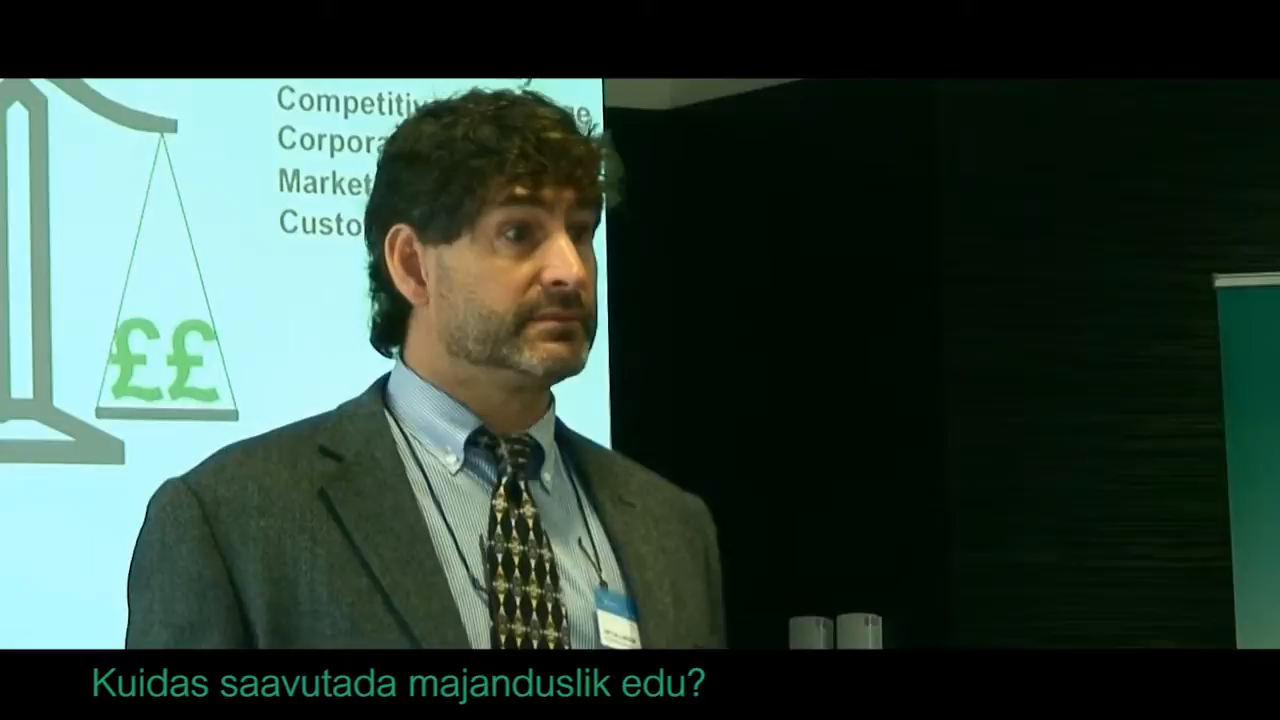 Competitiv
Corpora
Market
Custo
££
Kuidas saavutada majanduslik edu?